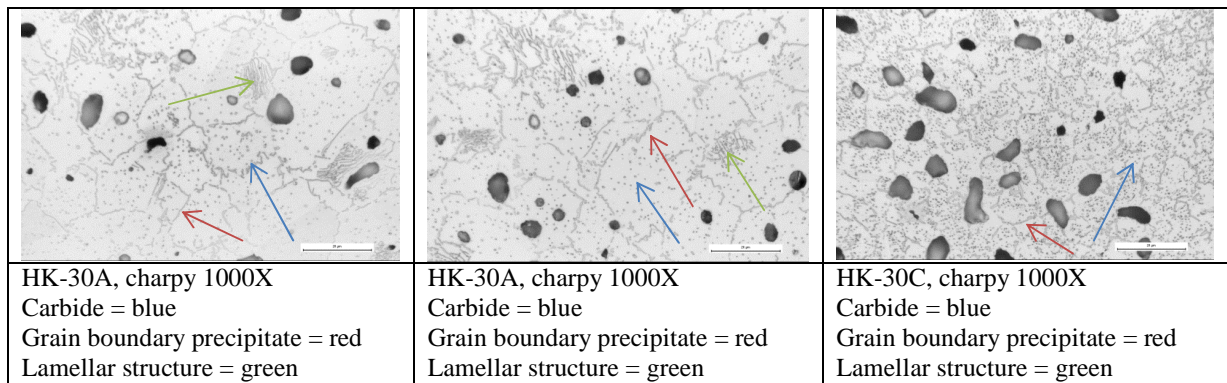 HK-30A, charpy 1000X
Carbide = blue
Grain boundary precipitate = red
Lamellar structure = green
HK-30A, charpy 1000X
Carbide = blue
Grain boundary precipitate = red
Lamellar structure = green
HK-30C, charpy 1000X
Carbide = blue
Grain boundary precipitate = red
Lamellar structure = green